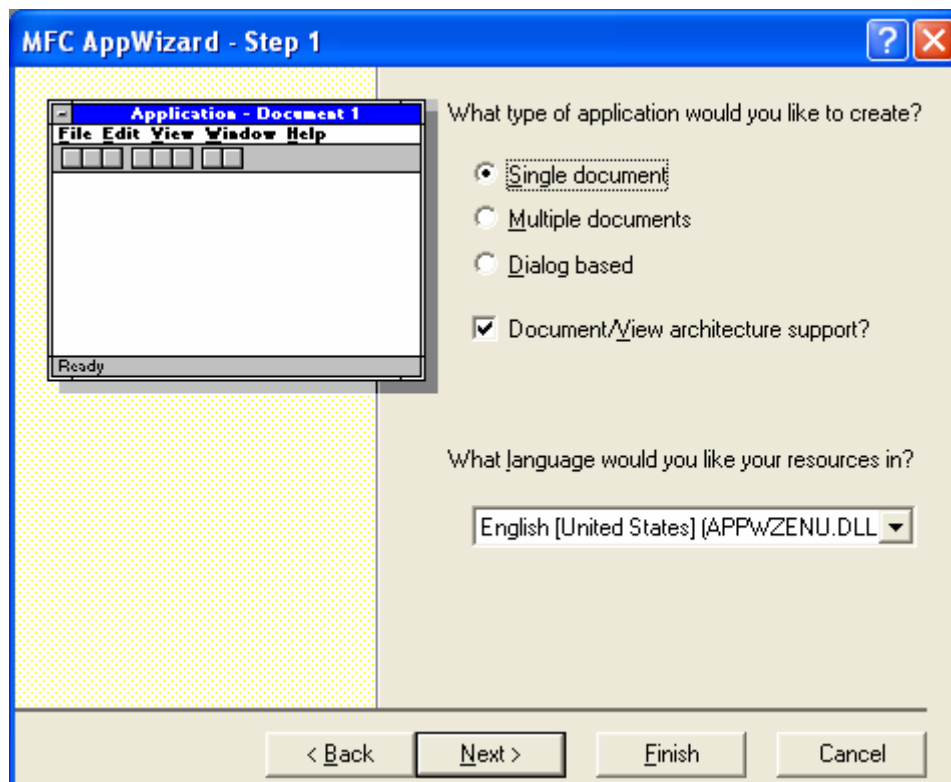 MFC AppWizard - Step 1
?
Application - Document 1
File Edit View Window Help
Ready
What type of application would you like to create?
Single document
Multiple documents
Dialog based
Document/View architecture support?
What language would you like your resources in?
English [United States] (APPWZENU.DLL
< Back
Next >
Finish
Cancel